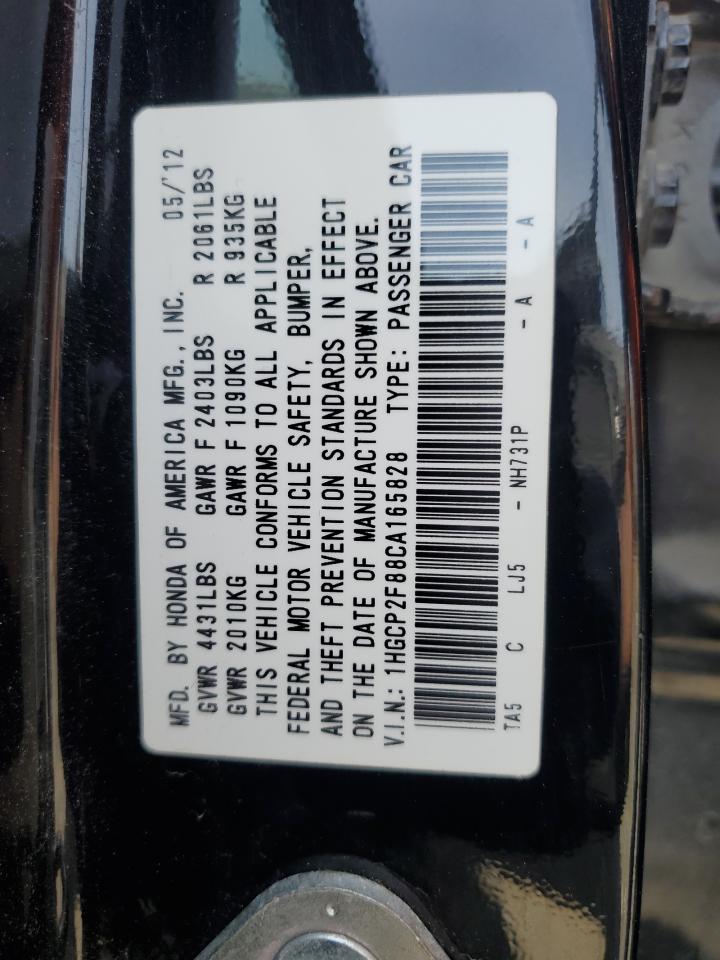 MFD. BY HONDA OF AMERICA MFG., INC. 05/'12
GVWR 4431LBS GAWR F 2403LBS R 2061LBS
GVWR 2010KG GAWR F 1090KG R 935KG
THIS VEHICLE CONFORMS TO ALL APPLICABLE
FEDERAL MOTOR VEHICLE SAFETY, BUMPER,
AND THEFT PREVENTION STANDARDS IN EFFECT
ON THE DATE OF MANUFACTURE SHOWN ABOVE.
V.I.N.: 1HGCP2F88CA165828 TYPE: PASSENGER CAR
TA5 C LJ5 - NH731P - A - A